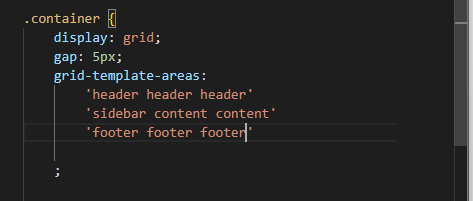 .container {
display: grid;
gap: 5px;
grid-template-areas:
'header header header'
'sidebar content content'
'footer footer footer'
;